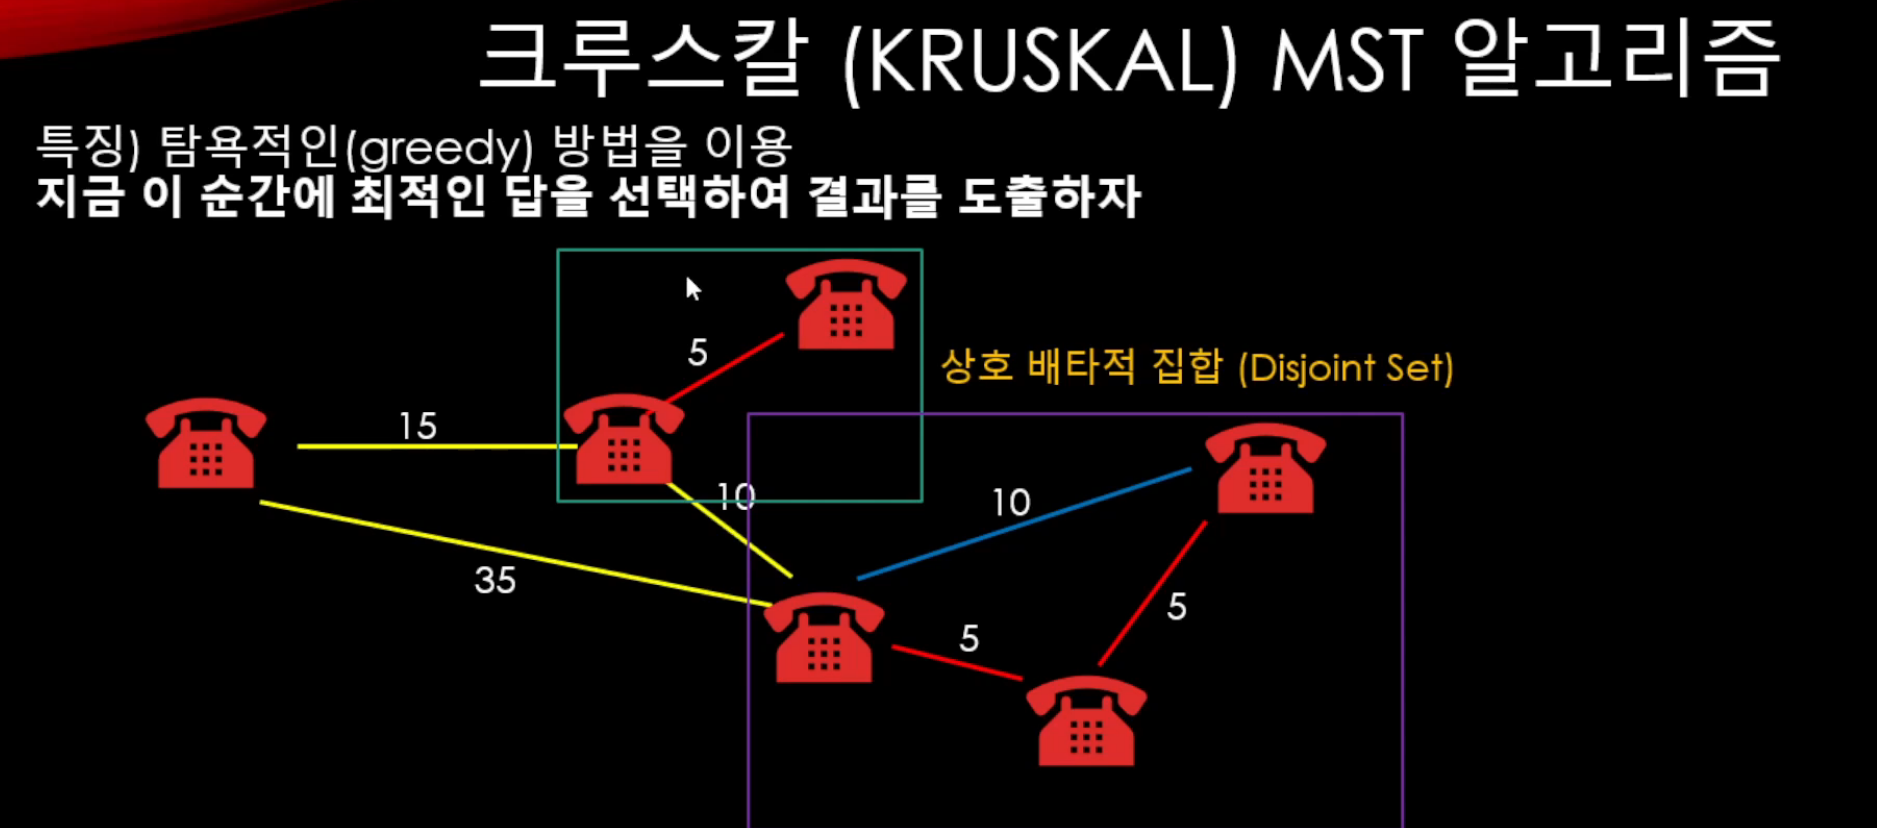 크루스칼 (KRUSKAL) MST 알고리즘
특징) 탐욕적인(greedy) 방법을 이용
지금 이 순간에 최적인 답을 선택하여 결과를 도출하자
5
상호 배타적 집합 (Disjoint Set)
15
10
10
35
5
5